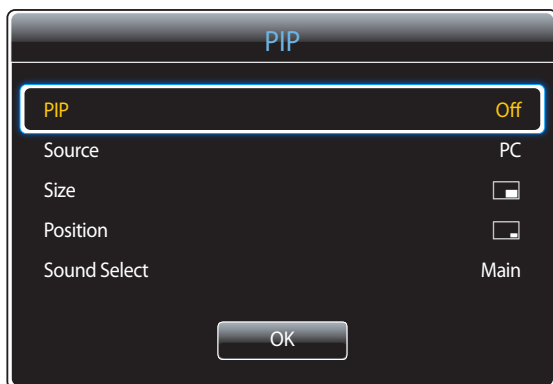 PIP
PIP Off
Source PC
Size
Position
Sound Select Main
OK